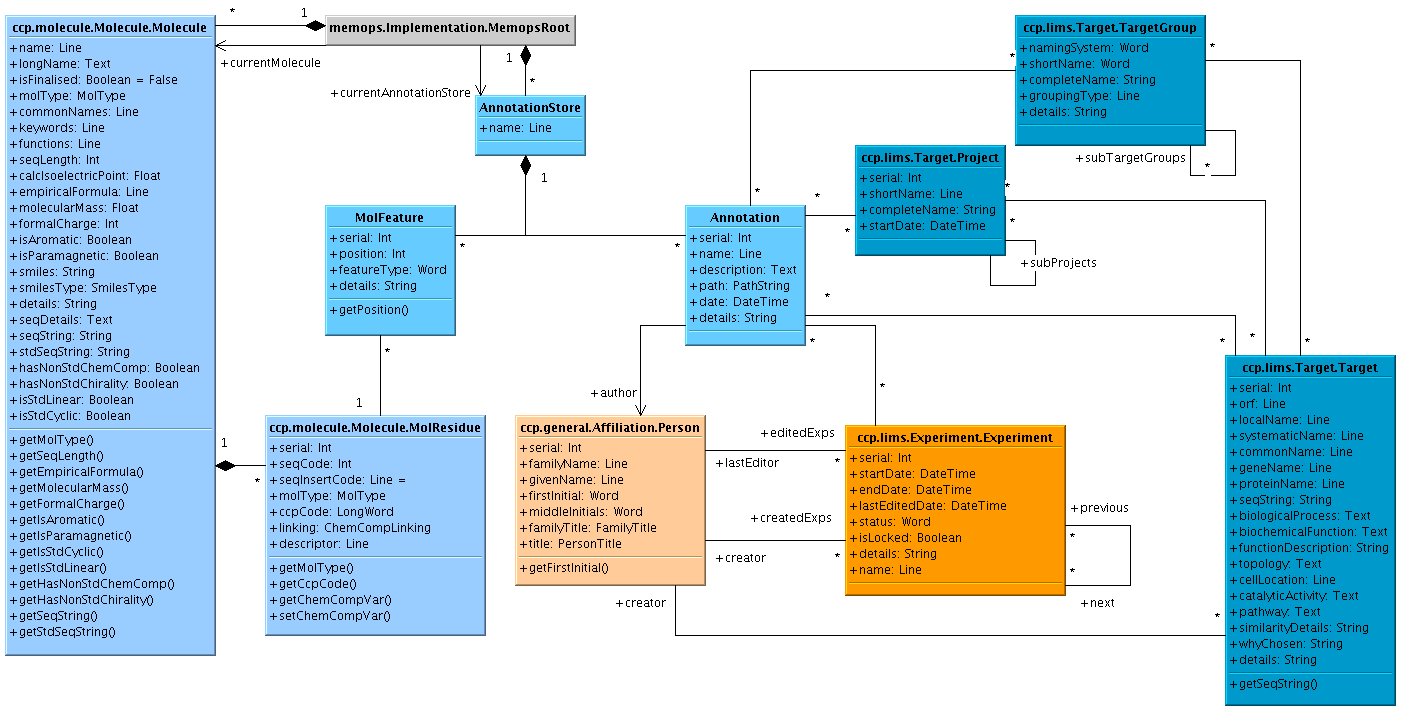 ccp.molecule.Molecule.Molecule
+name: Line
+longName: Text
+isFinalised: Boolean = False
+molType: MolType
+commonNames: Line
+keywords: Line
+functions: Line
+seqLength: Int
+calcIsoelectricPoint: Float
+empiricalFormula: Line
+molecularMass: Float
+formalCharge: Int
+isAromatic: Boolean
+isParamagnetic: Boolean
+smiles: String
+smilesType: SmilesType
+details: String
+seqDetails: Text
+seqString: String
+stdSeqString: String
+hasNonStdChemComp: Boolean
+hasNonStdChirality: Boolean
+isStdLinear: Boolean
+isStdCyclic: Boolean
+getMolType()
+getSeqLength()
+getEmpiricalFormula()
+getMolecularMass()
+getFormalCharge()
+getIsAromatic()
+getIsParamagnetic()
+getIsStdCyclic()
+getIsStdLinear()
+getHasNonStdChemComp()
+getHasNonStdChirality()
+getSeqString()
+getStdSeqString()
* 1
+currentMolecule
memops.Implementation.MemopsRoot
1
*
+currentAnnotationStore
AnnotationStore
+name: Line
1
MolFeature
+serial: Int
+position: Int
+featureType: Word
+details: String
+getPosition()
*
*
1
1
*
ccp.molecule.Molecule.MolResidue
+serial: Int
+seqCode: Int
+seqInsertCode: Line =
+molType: MolType
+ccpCode: LongWord
+linking: ChemCompLinking
+descriptor: Line
+getMolType()
+getCcpCode()
+getChemCompVar()
+setChemCompVar()
*
Annotation
+serial: Int
+name: Line
+description: Text
+path: PathString
+date: DateTime
+details: String
*
*
*
*
*
*
*
+author
ccp.general.Affiliation.Person
+serial: Int
+familyName: Line
+givenName: Line
+firstInitial: Word
+middleInitials: Word
+familyTitle: FamilyTitle
+title: PersonTitle
+getFirstInitial()
+editedExps
+lastEditor *
+createdExps
+creator *
+creator
*
ccp.lims.Experiment.Experiment
+serial: Int
+startDate: DateTime
+endDate: DateTime
+lastEditedDate: DateTime
+status: Word
+isLocked: Boolean
+details: String
+name: Line
+previous
*
*
+next
ccp.lims.Target.Project
+serial: Int
+shortName: Line
+completeName: String
+startDate: DateTime
*
*
+subProjects
ccp.lims.Target.TargetGroup
+namingSystem: Word
+shortName: Word
+completeName: String
+groupingType: Line
+details: String
*
+subTargetGroups
*
* * *
ccp.lims.Target.Target
+serial: Int
+orf: Line
+localName: Line
+systematicName: Line
+commonName: Line
+geneName: Line
+proteinName: Line
+seqString: String
+biologicalProcess: Text
+biochemicalFunction: Text
+functionDescription: String
+topology: Text
+cellLocation: Line
+catalyticActivity: Text
+pathway: Text
+similarityDetails: String
+whyChosen: String
+details: String
+getSeqString()